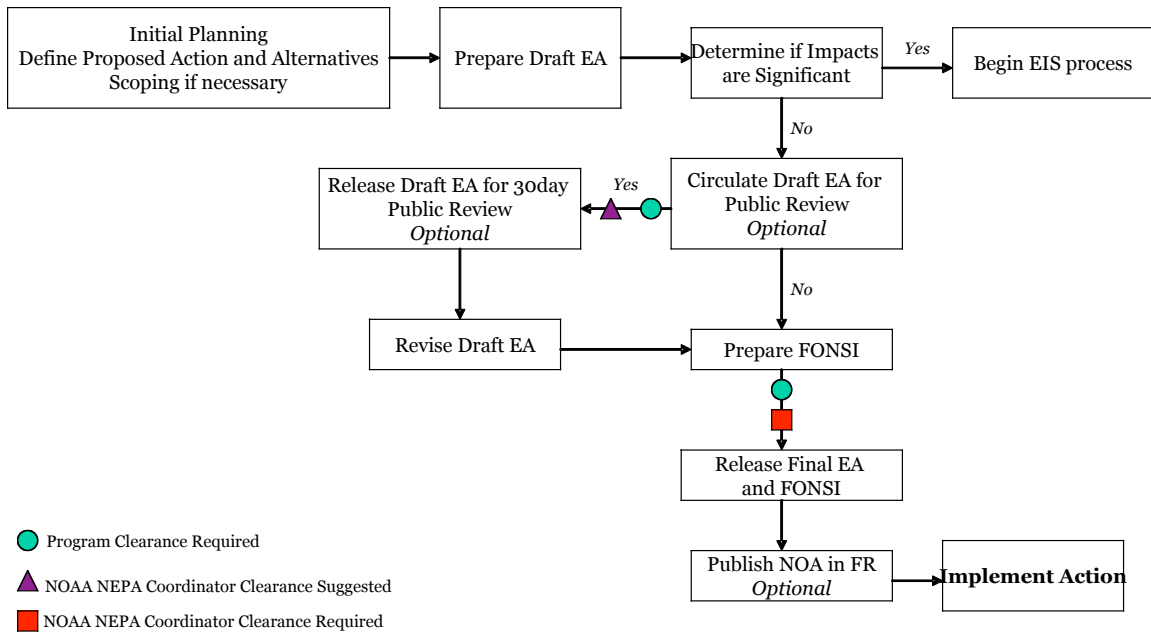 Initial Planning
Define Proposed Action and Alternatives
Scoping if necessary
Prepare Draft EA
Determine if Impacts
are Significant
Yes
Begin EIS process
No
Release Draft EA for 30day
Public Review
Optional
Yes
Circulate Draft EA for
Public Review
Optional
No
Revise Draft EA
Prepare FONSI
Release Final EA
and FONSI
Publish NOA in FR
Optional
Implement Action
Program Clearance Required
NOAA NEPA Coordinator Clearance Suggested
NOAA NEPA Coordinator Clearance Required